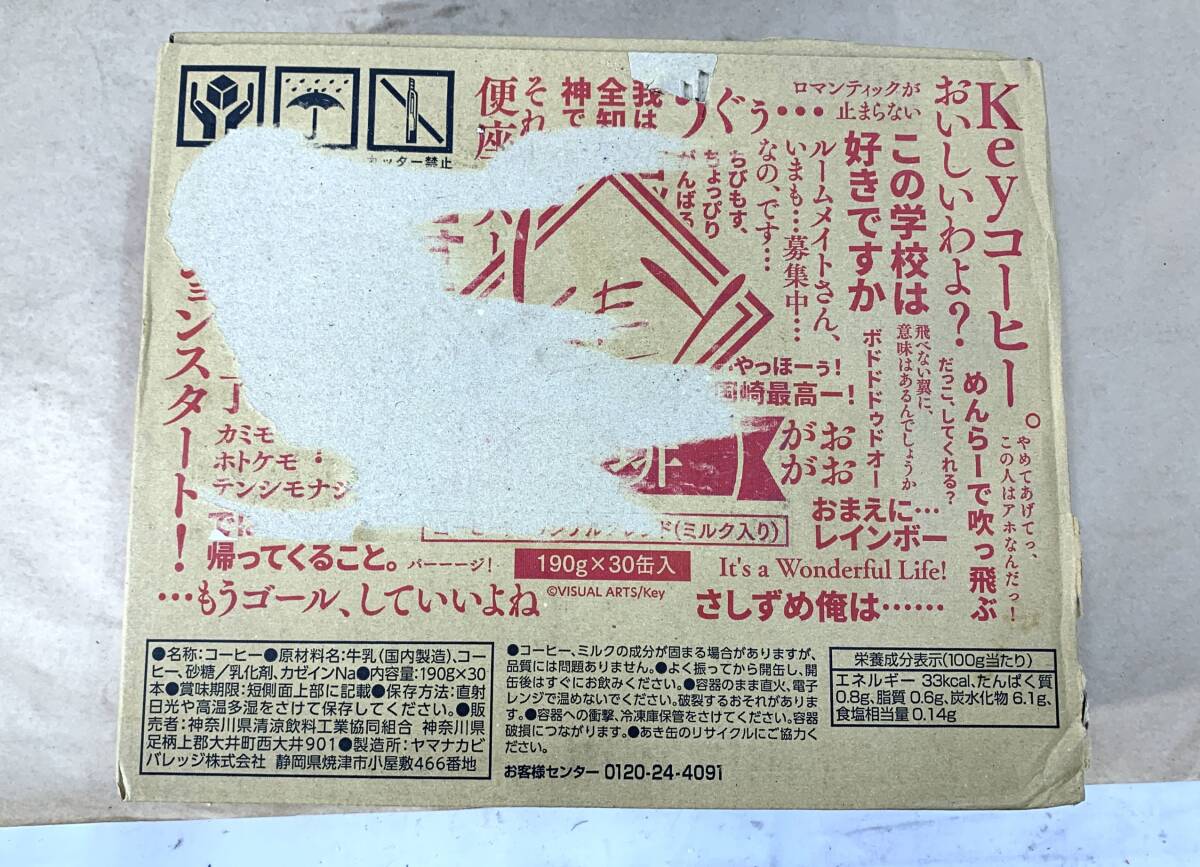 Keyコーヒー。
おいしいわよ?
ロマンティックが
止まらない
この学校は
好きですか
うぐぅ…
ルームメイトさん、
いまも…募集中…
なの、です…
ちびもす、
ちょっぴり
がんばる
我は
全知
神で
それ
便座
カッター禁止
めんらーで吹っ飛ぶ
やめてあげてっ、
この人はアホなんだっ!
だっこ、してくれる?
飛べない翼に、
意味はあるんでしょうか
ボドドドゥドオー
やっほーぅ!
岡崎最高ー!
がおがお
おまえに…
レインボー
ンスタート!
カミモ
ホトケモ
テンシモナシ
帰ってくること。
パーーージ!
(ミルク入り)
190g×30缶入
It's a Wonderful Life!
…もうゴール、していいよね
©VISUAL ARTS/Key
さしずめ俺は……
●名称:コーヒー●原材料名:牛乳(国内製造)、コー
ヒー、砂糖/乳化剤、カゼインNa●内容量:190g×30
本●賞味期限:短側面上部に記載●保存方法:直射
日光や高温多湿をさけて保存してください。●販
売者:神奈川県清涼飲料工業協同組合 神奈川県
足柄上郡大井町西大井901●製造所:ヤマナカビ
バレッジ株式会社 静岡県焼津市小屋敷466番地
●コーヒー、ミルクの成分が固まる場合がありますが、
品質には問題ありません。●よく振ってから開缶し、開
缶後はすぐにお飲みください。●容器のまま直火、電子
レンジで温めないでください。破裂するおそれがありま
す。●容器への衝撃、冷凍庫保管をさけてください。容器
破損につながります。●あき缶のリサイクルにご協力く
ださい。
お客様センター 0120-24-4091
栄養成分表示(100g当たり)
エネルギー 33kcal、たんぱく質
0.8g、脂質 0.6g、炭水化物 6.1g、
食塩相当量 0.14g